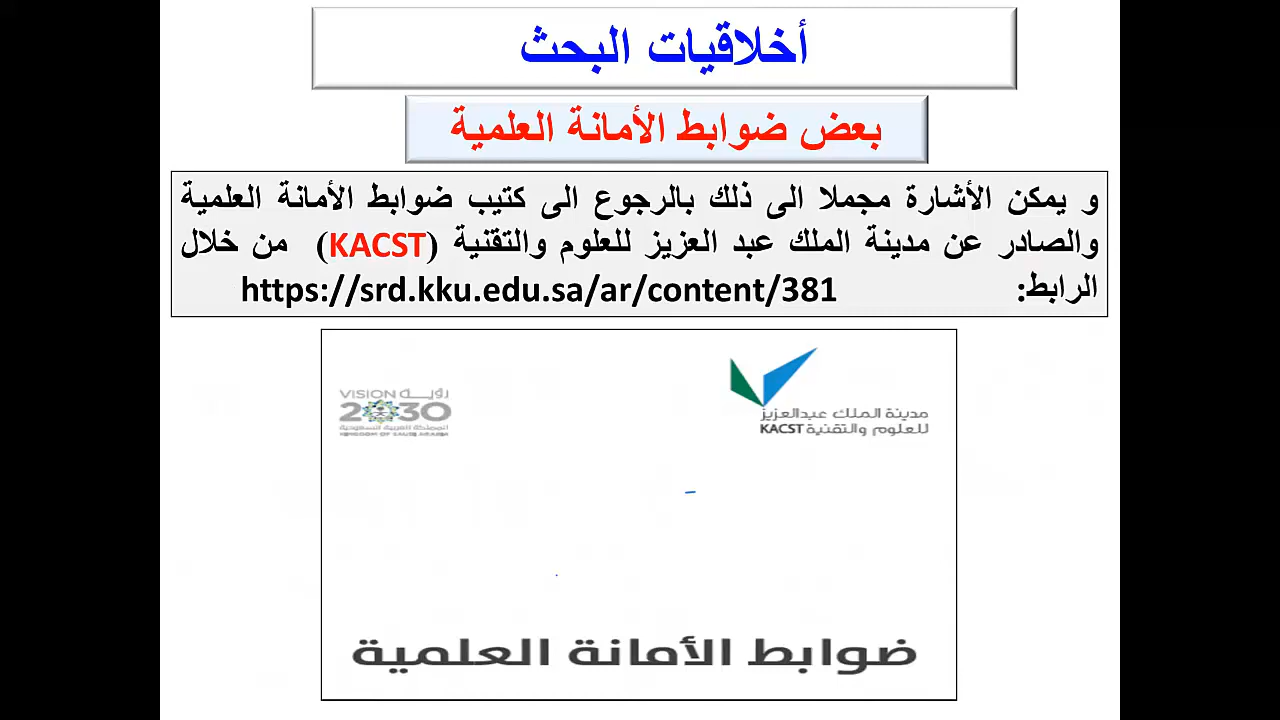 أخلاقيات البحث
بعض ضوابط الأمانة العلمية
و يمكن الأشارة مجملا الى ذلك بالرجوع الى كتيب ضوابط الأمانة العلمية
والصادر عن مدينة الملك عبد العزيز للعلوم والتقنية (KACST) من خلال
الرابط: https://srd.kku.edu.sa/ar/content/381
مدينة الملك عبدالعزيز
للعلوم والتقنية KACST
VISION رؤيــة
2030
المملكة العربية السعودية
KINGDOM OF SAUDI ARABIA
ضوابط الأمانة العلمية